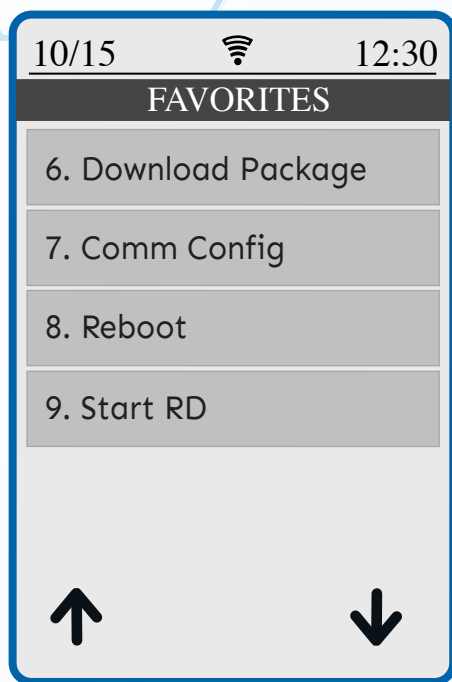 10/15 12:30
FAVORITES
6. Download Package
7. Comm Config
8. Reboot
9. Start RD